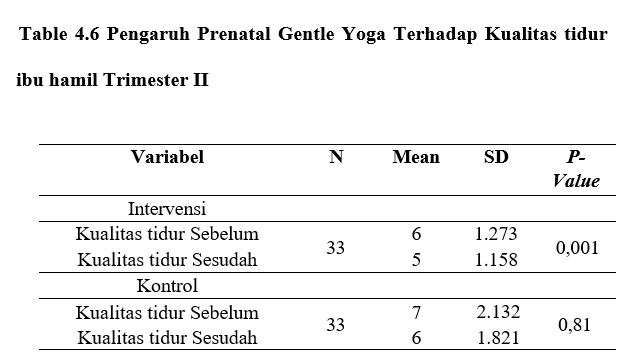 Table 4.6 Pengaruh Prenatal Gentle Yoga Terhadap Kualitas tidur
ibu hamil Trimester II
Variabel N Mean SD P-
Value
Intervensi
Kualitas tidur Sebelum 6 1.273
33 0,001
Kualitas tidur Sesudah 5 1.158
Kontrol
Kualitas tidur Sebelum 7 2.132
33 0,81
Kualitas tidur Sesudah 6 1.821